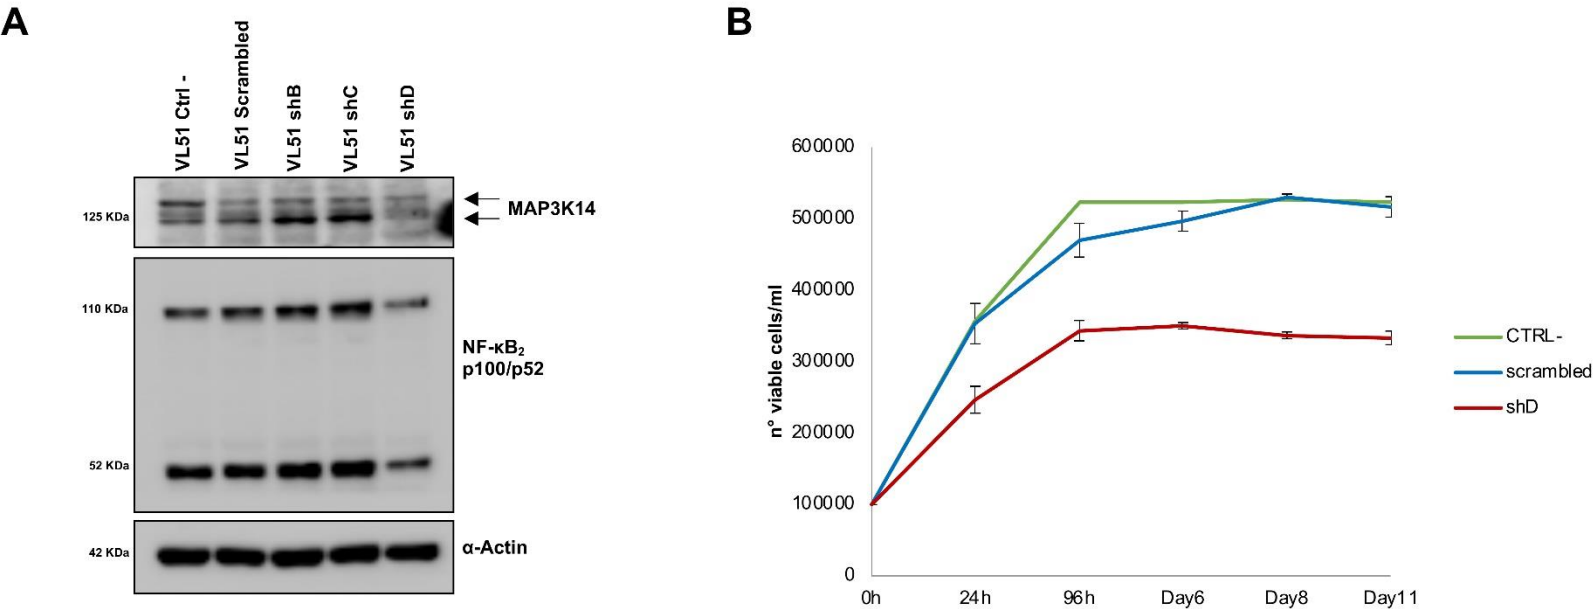 A
VL51 Ctrl -
VL51 Scrambled
VL51 shB
VL51 shC
VL51 shD
125 KDa
MAP3K14
110 KDa
NF-κB₂
p100/p52
52 KDa
42 KDa
α-Actin
B
n° viable cells/ml
600000
500000
400000
300000
200000
100000
0
0h 24h 96h Day6 Day8 Day11
CTRL-
scrambled
shD